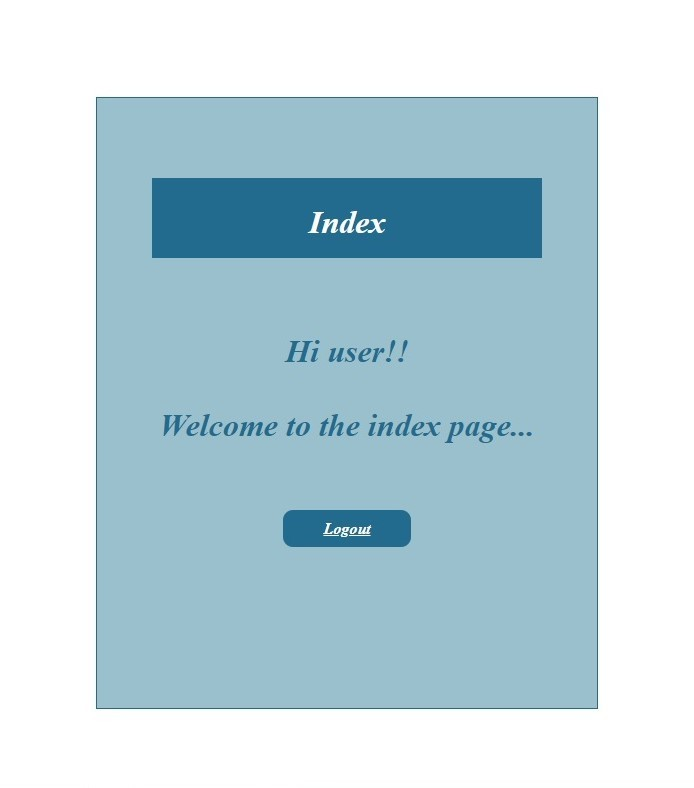 Index
Hi user!!
Welcome to the index page...
Logout